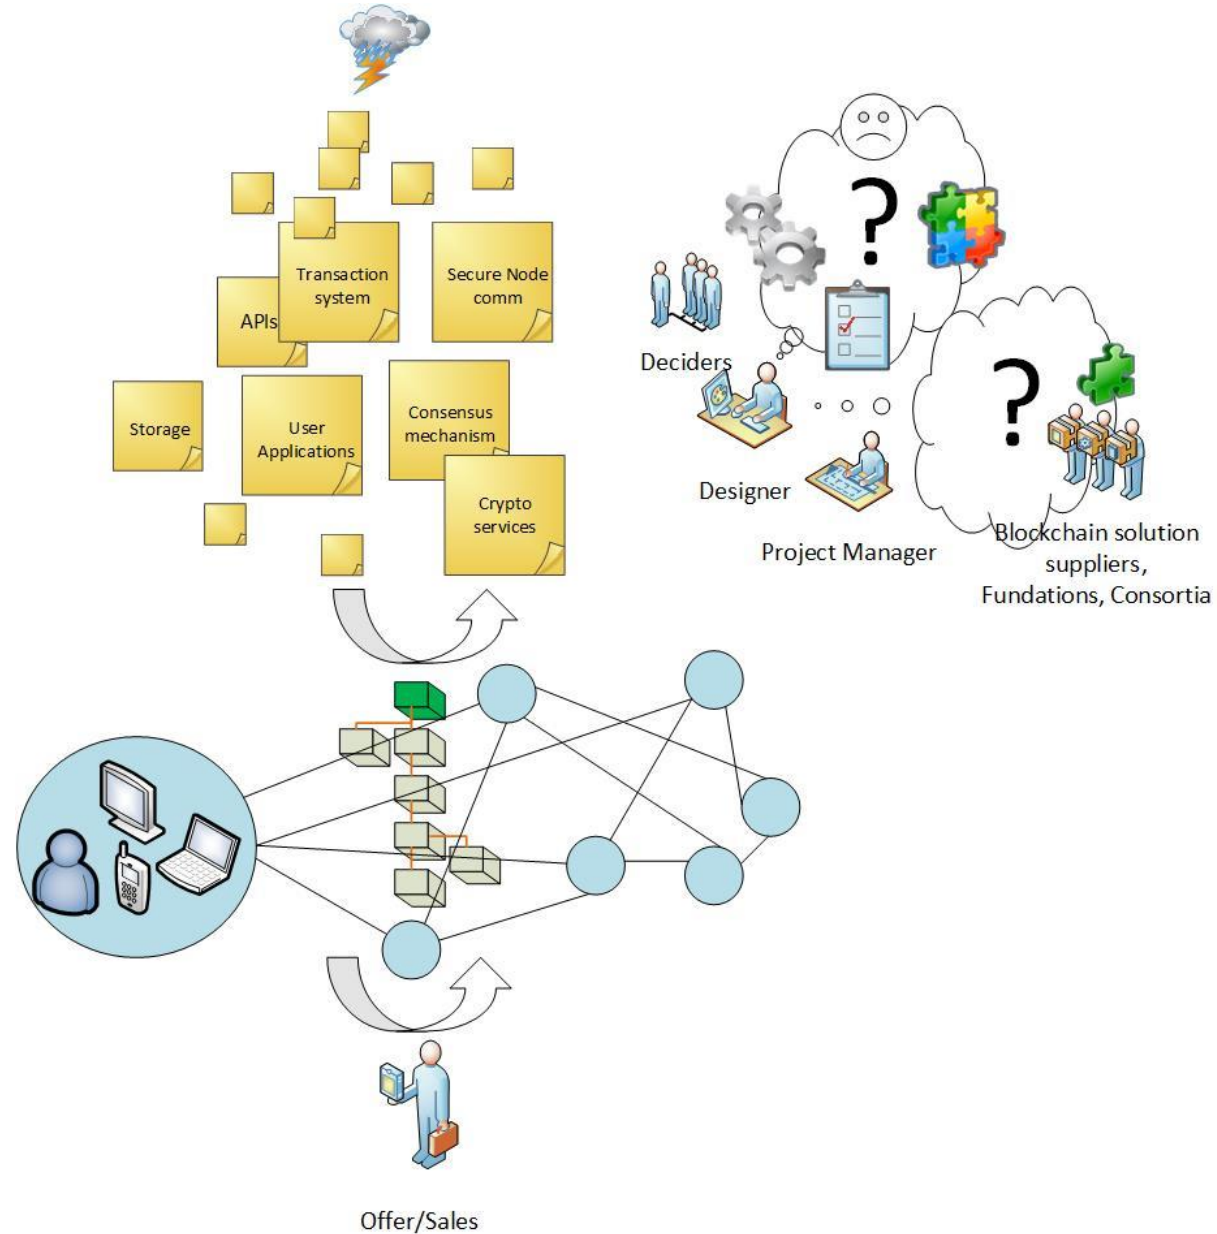 Transaction
system
Secure Node
comm
APIs
Storage
User
Applications
Consensus
mechanism
Crypto
services
?
?
Deciders
Designer
Project Manager
Blockchain solution
suppliers,
Fundations, Consortia
Offer/Sales